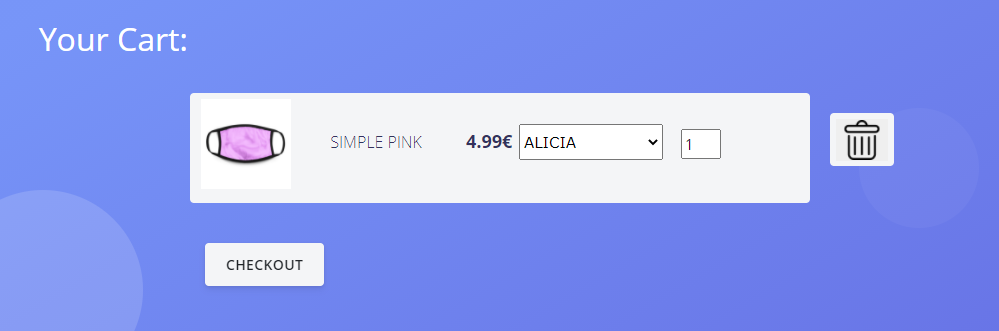 Your Cart:
SIMPLE PINK 4.99€ ALICIA 1
CHECKOUT